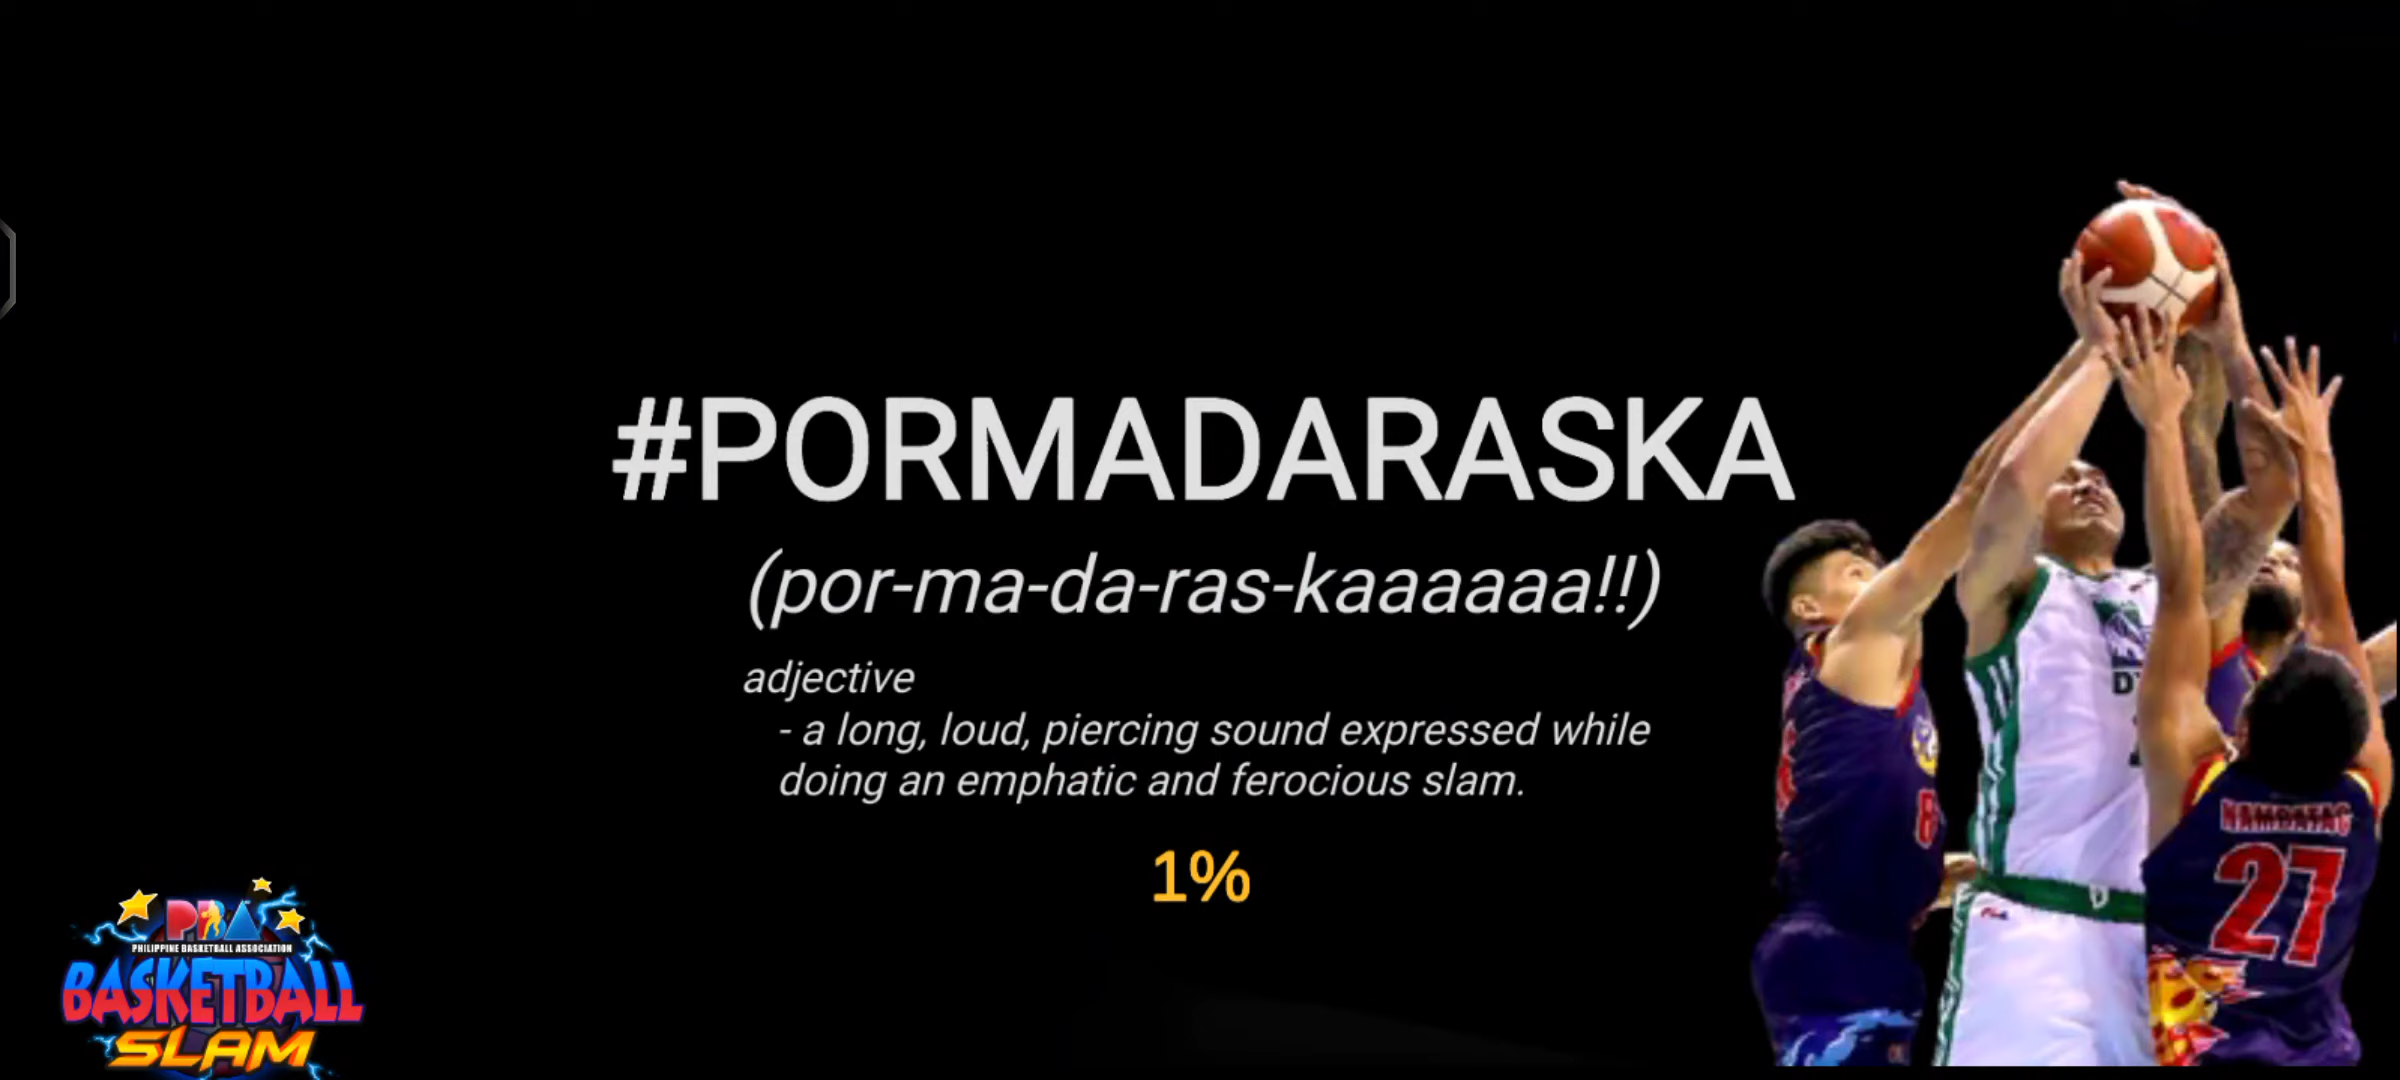 #PORMADARASKA
(por-ma-da-ras-kaaaaaa!!)
adjective
- a long, loud, piercing sound expressed while
doing an emphatic and ferocious slam.
1%
PBA
PHILIPPINE BASKETBALL ASSOCIATION
BASKETBALL
SLAM
8
NAMBATAC
27